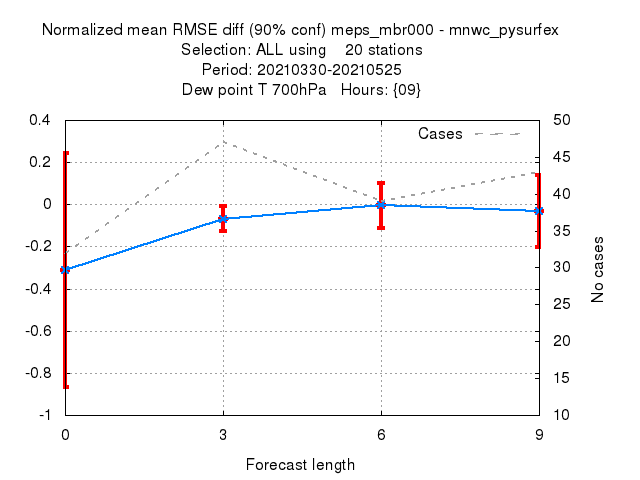 Normalized mean RMSE diff (90% conf) meps_mbr000 - mnwc_pysurfex
Selection: ALL using    20 stations
Period: 20210330-20210525
Dew point T 700hPa   Hours: {09}
Cases
0.4
0.2
0
-0.2
-0.4
-0.6
-0.8
-1
50
45
40
35
30
25
20
15
10
No cases
0 3 6 9
Forecast length